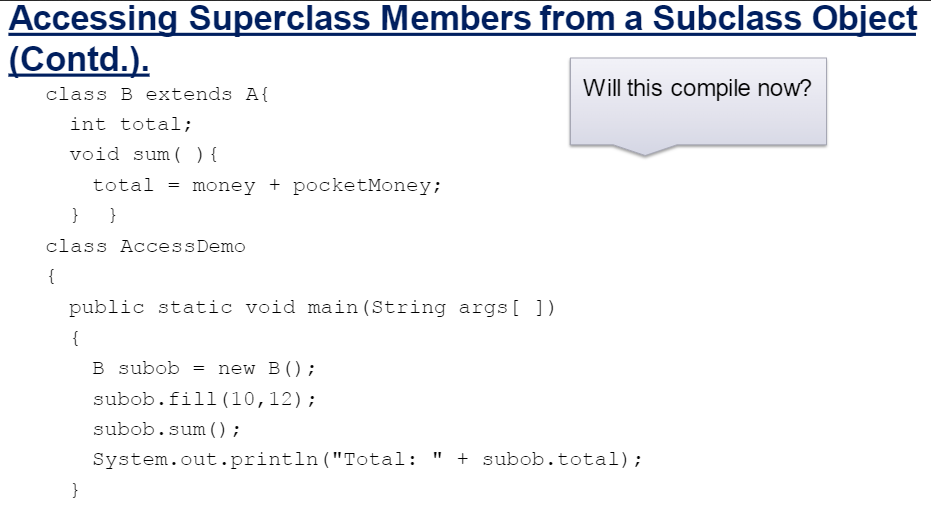 Accessing Superclass Members from a Subclass Object
(Contd.).
Will this compile now?
class B extends A{
int total;
void sum( ){
total = money + pocketMoney;
} }
class AccessDemo
{
public static void main(String args[ ])
{
B subob = new B();
subob.fill(10,12);
subob.sum();
System.out.println("Total: " + subob.total);
}